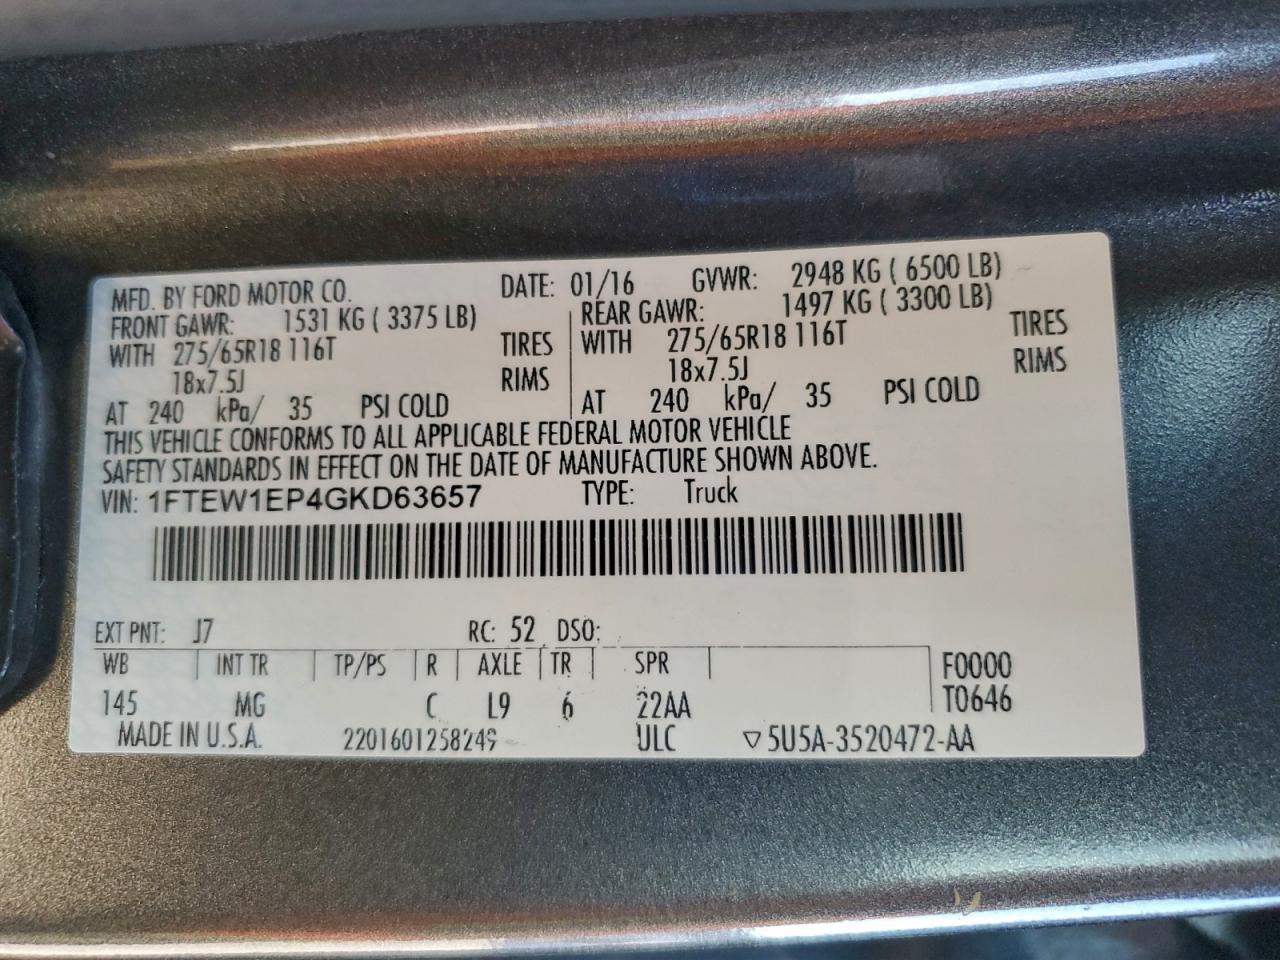 MFD. BY FORD MOTOR CO. DATE: 01/16 GVWR: 2948 KG ( 6500 LB)
FRONT GAWR: 1531 KG ( 3375 LB) REAR GAWR: 1497 KG ( 3300 LB)
WITH 275/65R18 116T TIRES WITH 275/65R18 116T TIRES
18x7.5J RIMS 18x7.5J RIMS
AT 240 kPa/ 35 PSI COLD AT 240 kPa/ 35 PSI COLD
THIS VEHICLE CONFORMS TO ALL APPLICABLE FEDERAL MOTOR VEHICLE
SAFETY STANDARDS IN EFFECT ON THE DATE OF MANUFACTURE SHOWN ABOVE.
VIN: 1FTEW1EP4GKD63657 TYPE: Truck
EXT PNT: J7 RC: 52 DSO:
WB INT TR TP/PS R AXLE TR SPR F0000
145 MG C L9 6 22AA T0646
MADE IN U.S.A. 2201601258249 ULC ▽5U5A-3520472-AA